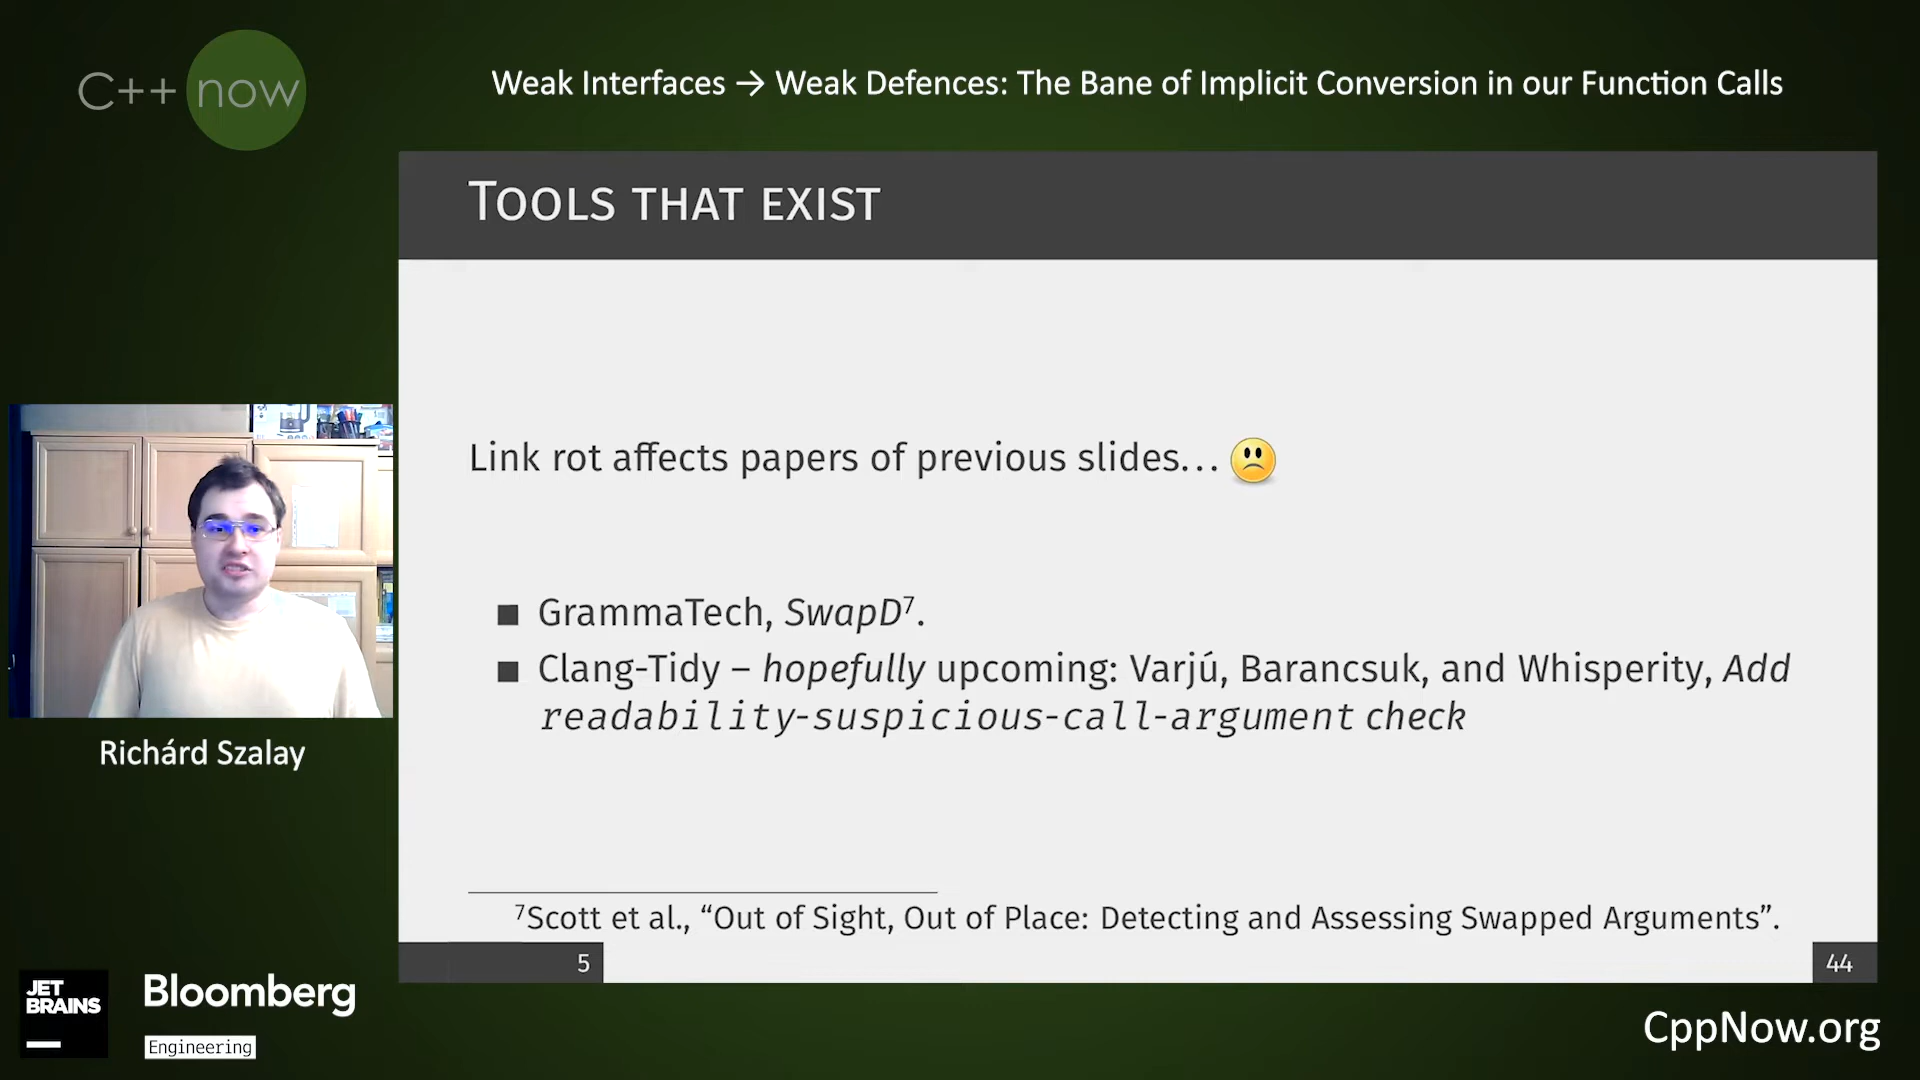 C++ now
Weak Interfaces → Weak Defences: The Bane of Implicit Conversion in our Function Calls
Tools that exist
Link rot affects papers of previous slides…
■ GrammaTech, SwapD⁷.
■ Clang-Tidy – hopefully upcoming: Varjú, Barancsuk, and Whisperity, Add
readability-suspicious-call-argument check
⁷Scott et al., “Out of Sight, Out of Place: Detecting and Assessing Swapped Arguments”.
5
44
Richárd Szalay
JET
BRAINS
Bloomberg
Engineering
CppNow.org